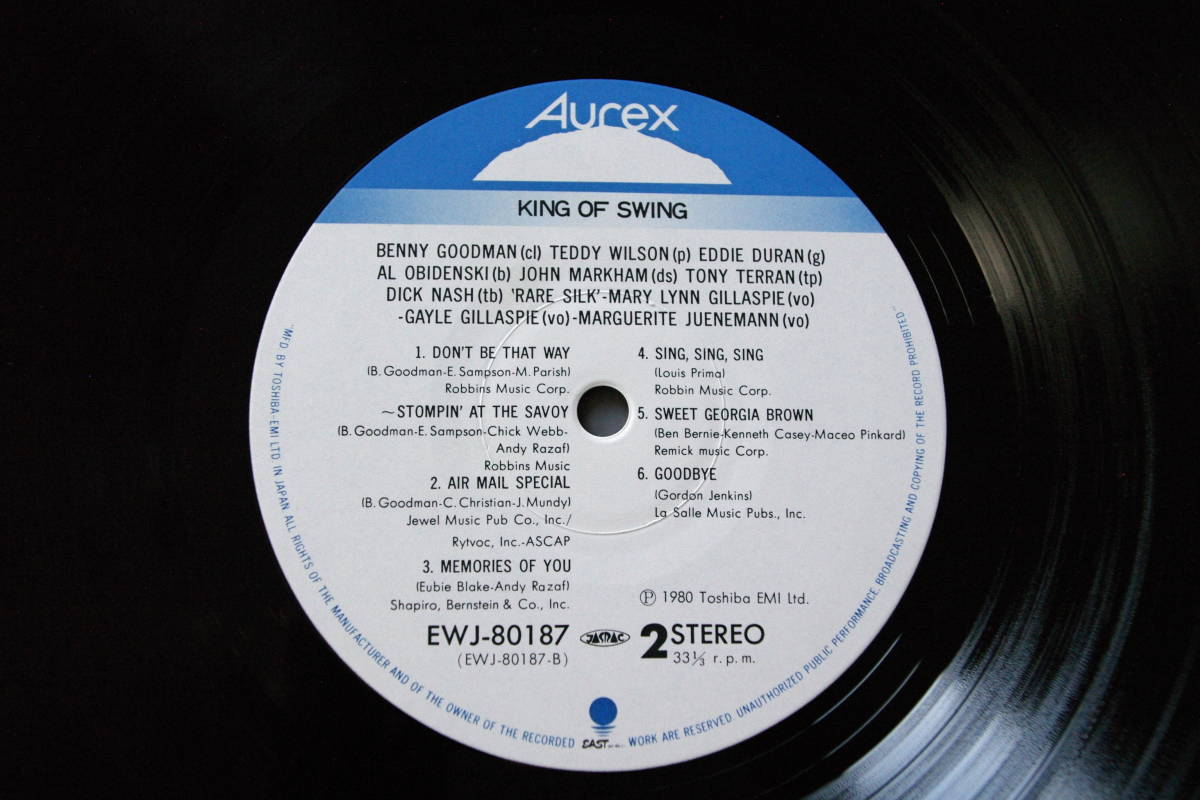 Aurex
KING OF SWING
BENNY GOODMAN (cl) TEDDY WILSON (p) EDDIE DURAN (g)
AL OBIDENSKI (b) JOHN MARKHAM (ds) TONY TERRAN (tp)
DICK NASH (tb) 'RARE SILK'-MARY LYNN GILLASPIE (vo)
-GAYLE GILLASPIE (vo)-MARGUERITE JUENEMANN (vo)
1. DON'T BE THAT WAY
(B. Goodman-E. Sampson-M. Parish)
Robbins Music Corp.
~STOMPIN' AT THE SAVOY
(B. Goodman-E. Sampson-Chick Webb-
Andy Razaf)
Robbins Music
2. AIR MAIL SPECIAL
(B. Goodman-C. Christian-J. Mundy)
Jewel Music Pub Co., Inc./
Rytvoc, Inc.-ASCAP
3. MEMORIES OF YOU
(Eubie Blake-Andy Razaf)
Shapiro, Bernstein & Co., Inc.
4. SING, SING, SING
(Louis Prima)
Robbin Music Corp.
5. SWEET GEORGIA BROWN
(Ben Bernie-Kenneth Casey-Maceo Pinkard)
Remick music Corp.
6. GOODBYE
(Gordon Jenkins)
La Salle Music Pubs., Inc.
Ⓟ 1980 Toshiba EMI Ltd.
EWJ-80187
(EWJ-80187-B)
JASRAC
2 STEREO
33 1/3 r. p. m.
"MFD BY TOSHIBA-EMI LTD. IN JAPAN ALL RIGHTS OF THE MANUFACTURER AND OF THE OWNER OF THE RECORDED WORK ARE RESERVED UNAUTHORIZED PUBLIC PERFORMANCE. BROADCASTING AND COPYING OF THE RECORD PROHIBITED"
EAST